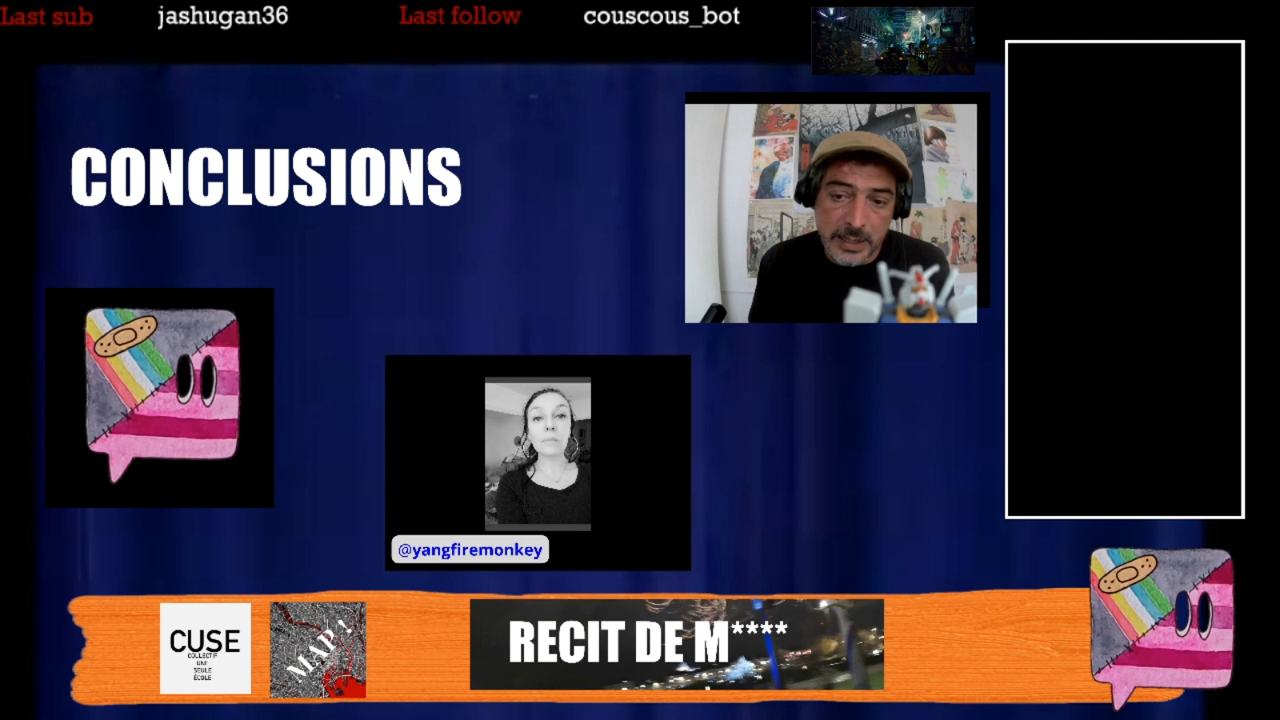 Last sub jashugan36 Last follow couscous_bot
CONCLUSIONS
@yangfiremonkey
CUSE
COLLECTIF
UNE
SEULE
ÉCOLE
MAP !
RECIT DE M****